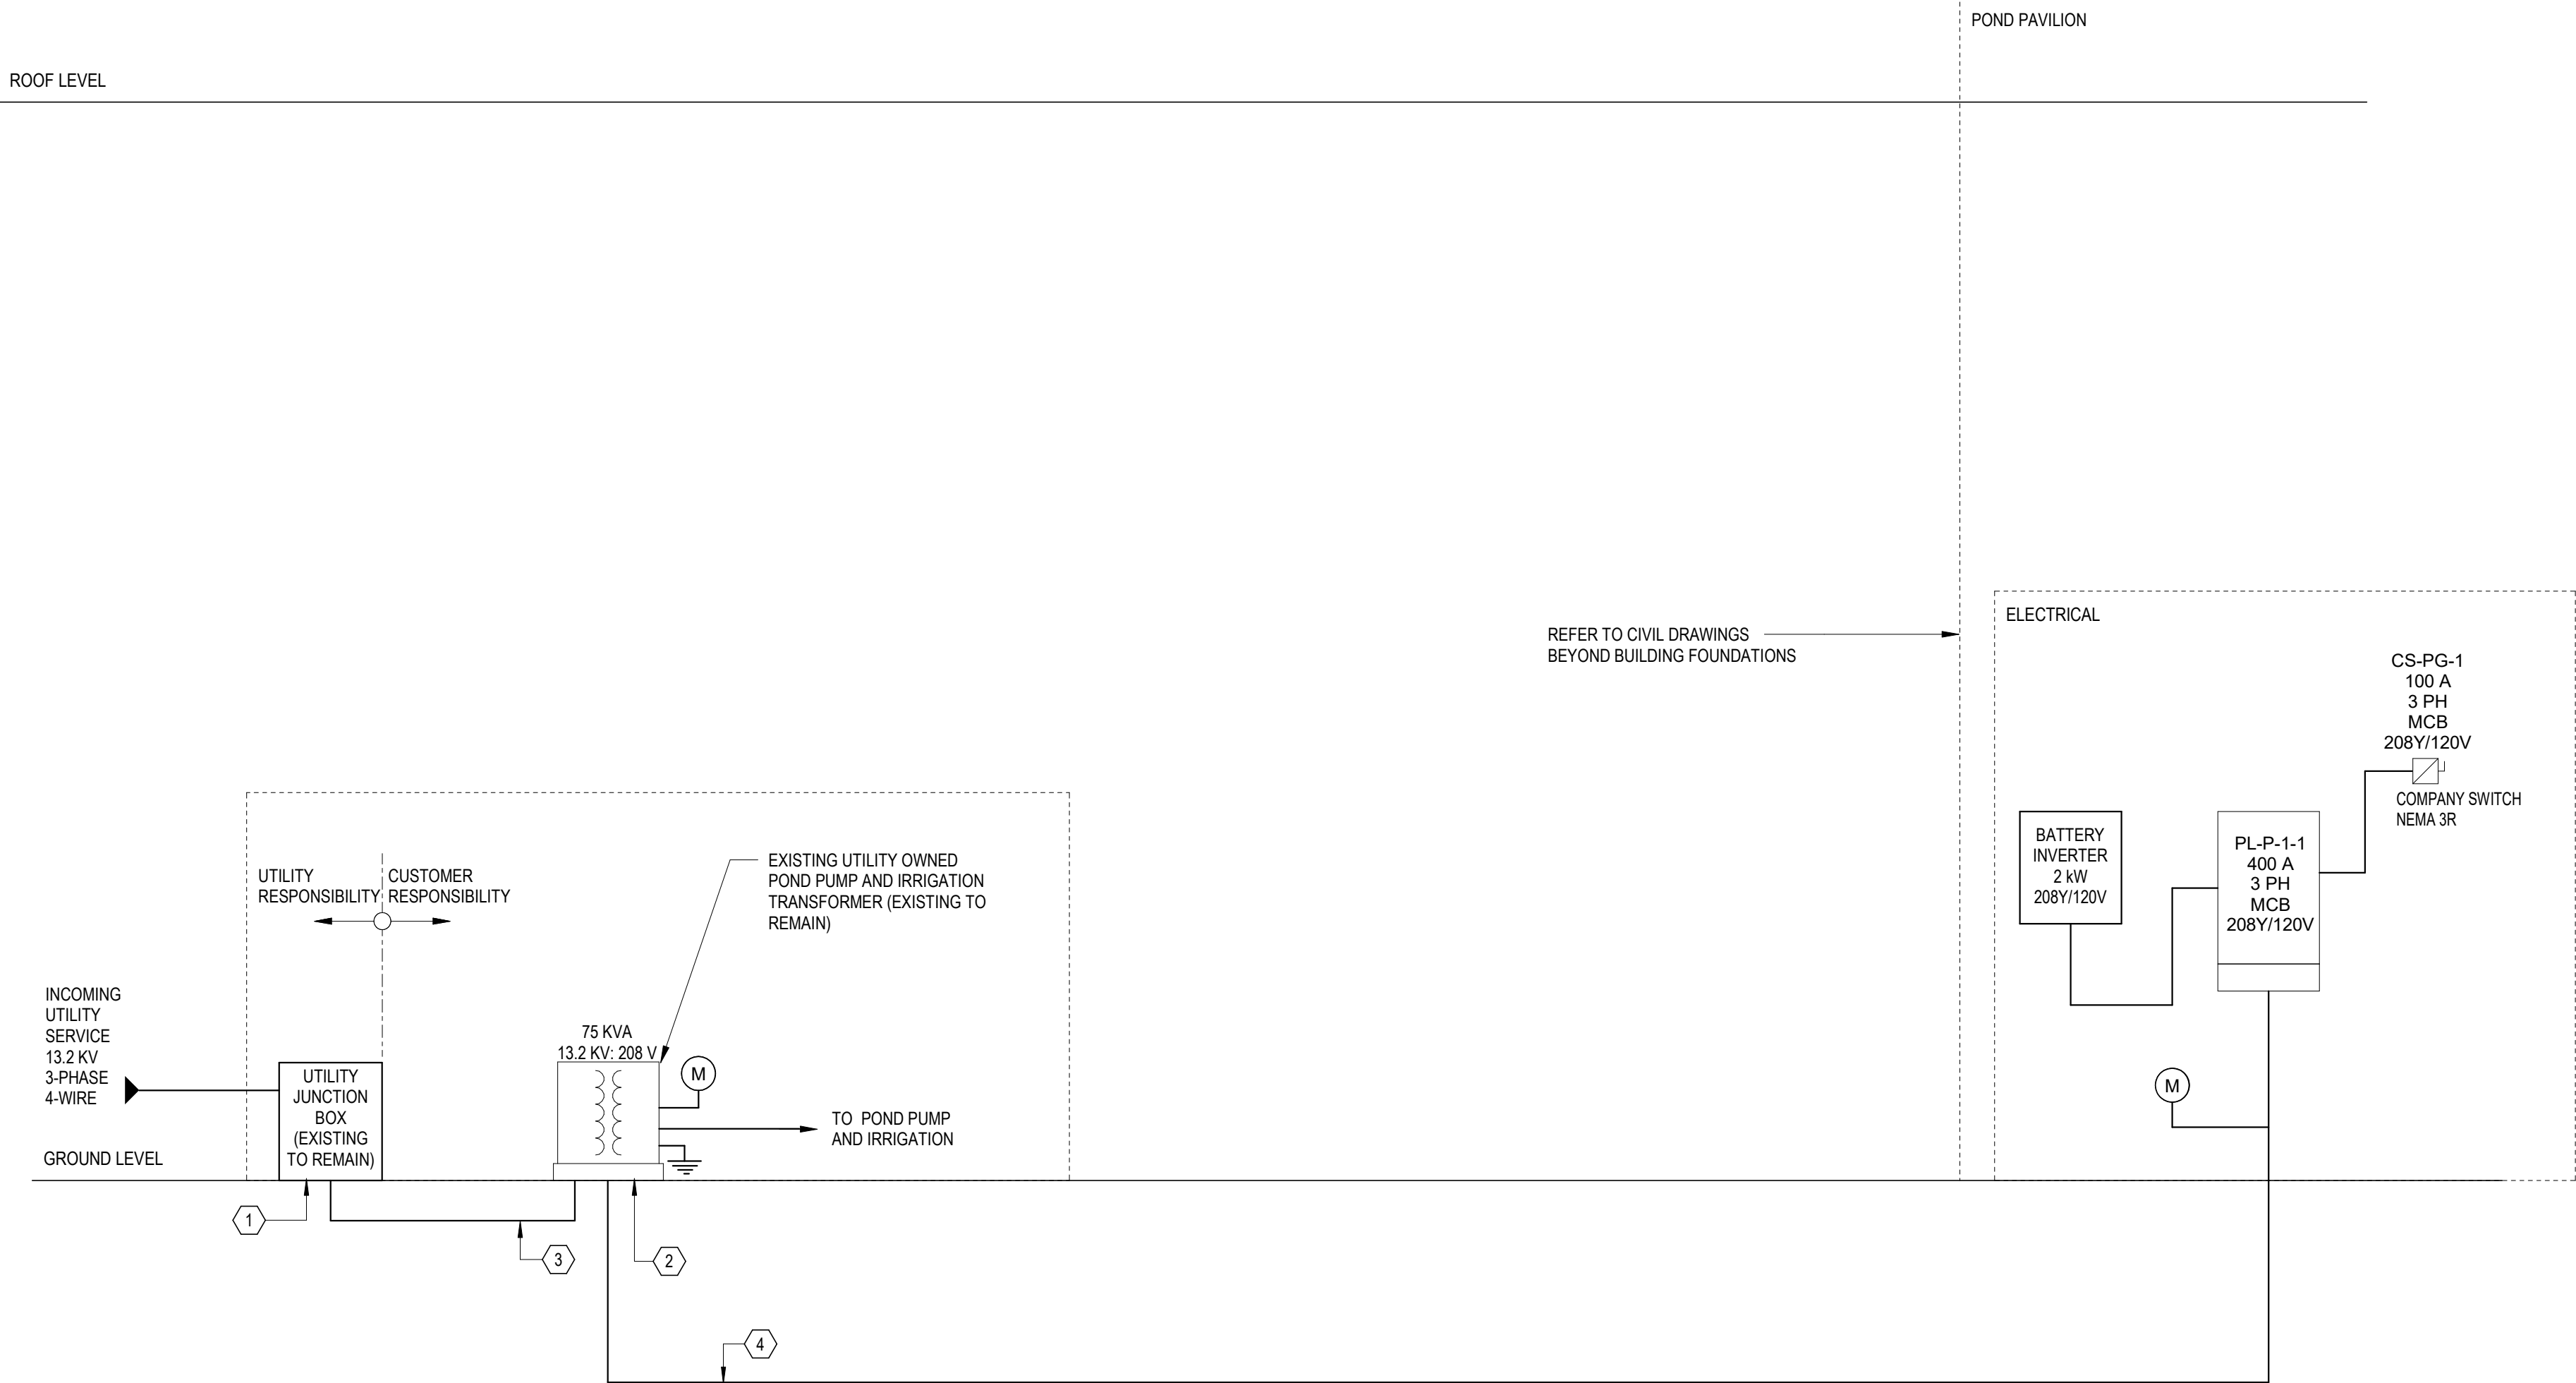 POND PAVILION
ROOF LEVEL
REFER TO CIVIL DRAWINGS
BEYOND BUILDING FOUNDATIONS
ELECTRICAL
CS-PG-1
100 A
3 PH
MCB
208Y/120V
COMPANY SWITCH
NEMA 3R
BATTERY
INVERTER
2 kW
208Y/120V
PL-P-1-1
400 A
3 PH
MCB
208Y/120V
M
UTILITY
RESPONSIBILITY
CUSTOMER
RESPONSIBILITY
EXISTING UTILITY OWNED
POND PUMP AND IRRIGATION
TRANSFORMER (EXISTING TO
REMAIN)
INCOMING
UTILITY
SERVICE
13.2 KV
3-PHASE
4-WIRE
UTILITY
JUNCTION
BOX
(EXISTING
TO REMAIN)
75 KVA
13.2 KV: 208 V
M
TO POND PUMP
AND IRRIGATION
GROUND LEVEL
1
3
2
4